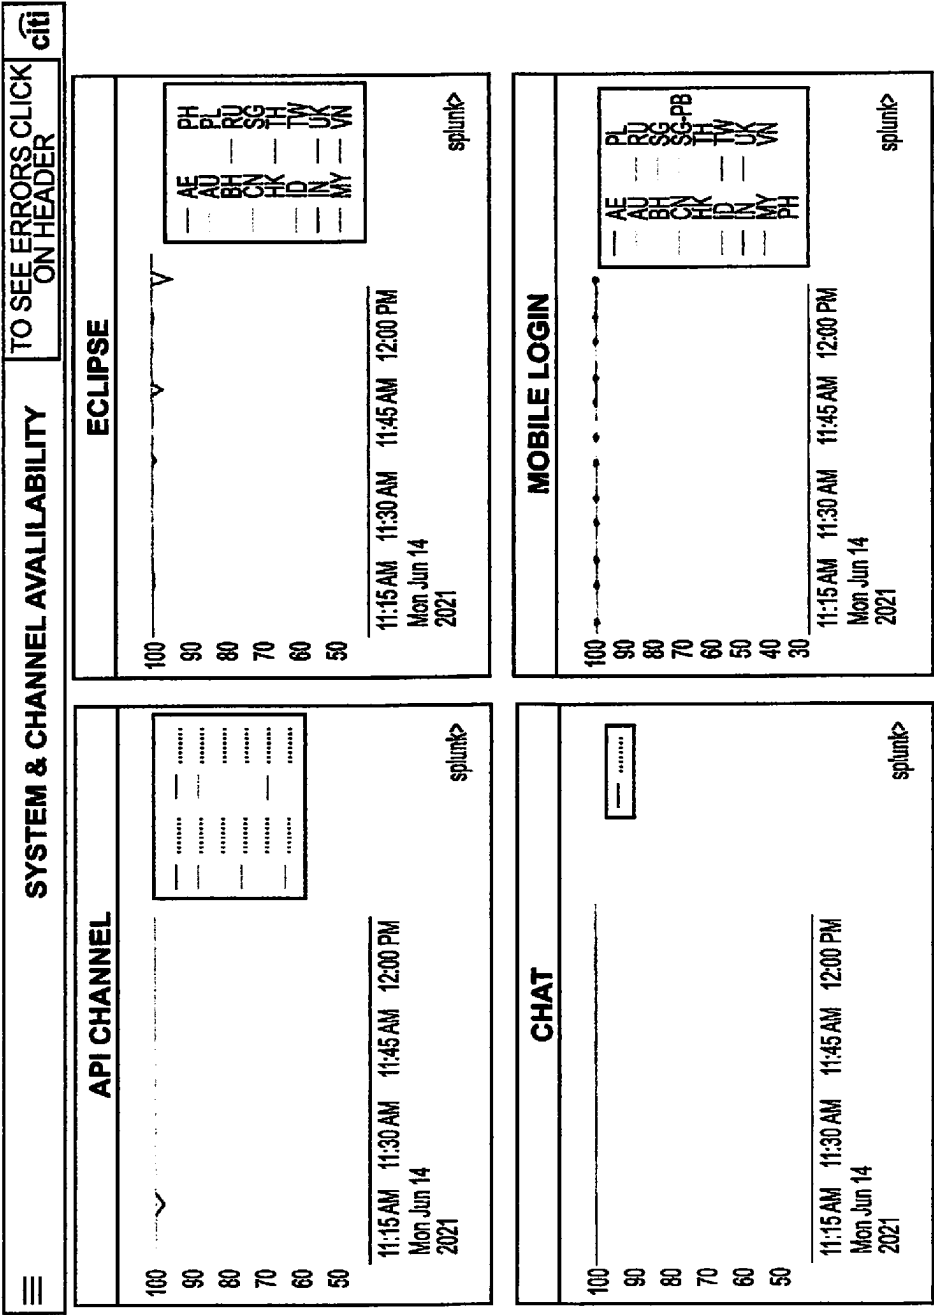 SYSTEM & CHANNEL AVALILABILITY
TO SEE ERRORS CLICK
ON HEADER
citi
API CHANNEL
100
90
80
70
60
50
11:15 AM 11:30 AM 11:45 AM 12:00 PM
Mon Jun 14
2021
splunk>
ECLIPSE
100
90
80
70
60
50
11:15 AM 11:30 AM 11:45 AM 12:00 PM
Mon Jun 14
2021
AE PH
AU PL
BH RU
CN SG
HK TH
ID TW
IN UK
MY VN
splunk>
CHAT
100
90
80
70
60
50
11:15 AM 11:30 AM 11:45 AM 12:00 PM
Mon Jun 14
2021
splunk>
MOBILE LOGIN
100
90
80
70
60
50
40
30
11:15 AM 11:30 AM 11:45 AM 12:00 PM
Mon Jun 14
2021
AE PL
AU RU
BH SG
CN SG-PB
HK TH
ID TW
IN UK
MY VN
PH
splunk>